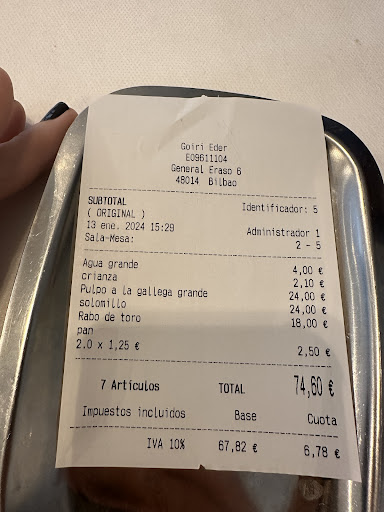 Goiri Eder
E09611104
General Eraso 6
48014 Bilbao
SUBTOTAL Identificador: 5
( ORIGINAL )
13 ene. 2024 15:29 Administrador 1
Sala-Mesa: 2 - 5
Agua grande 4,00 €
crianza 2,10 €
Pulpo a la gallega grande 24,00 €
solomillo 24,00 €
Rabo de toro 18,00 €
pan
2.0 x 1,25 € 2,50 €
7 Artículos TOTAL 74,60 €
Impuestos incluidos Base Cuota
IVA 10% 67,82 € 6,78 €